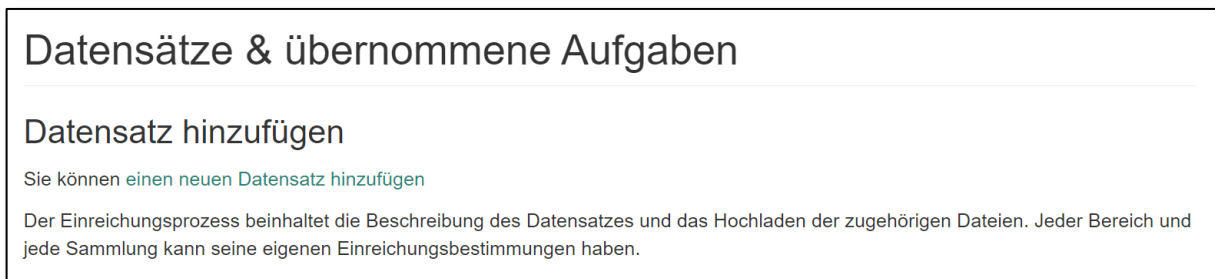 Datensätze & übernommene Aufgaben
Datensatz hinzufügen
Sie können einen neuen Datensatz hinzufügen
Der Einreichungsprozess beinhaltet die Beschreibung des Datensatzes und das Hochladen der zugehörigen Dateien. Jeder Bereich und
jede Sammlung kann seine eigenen Einreichungsbestimmungen haben.